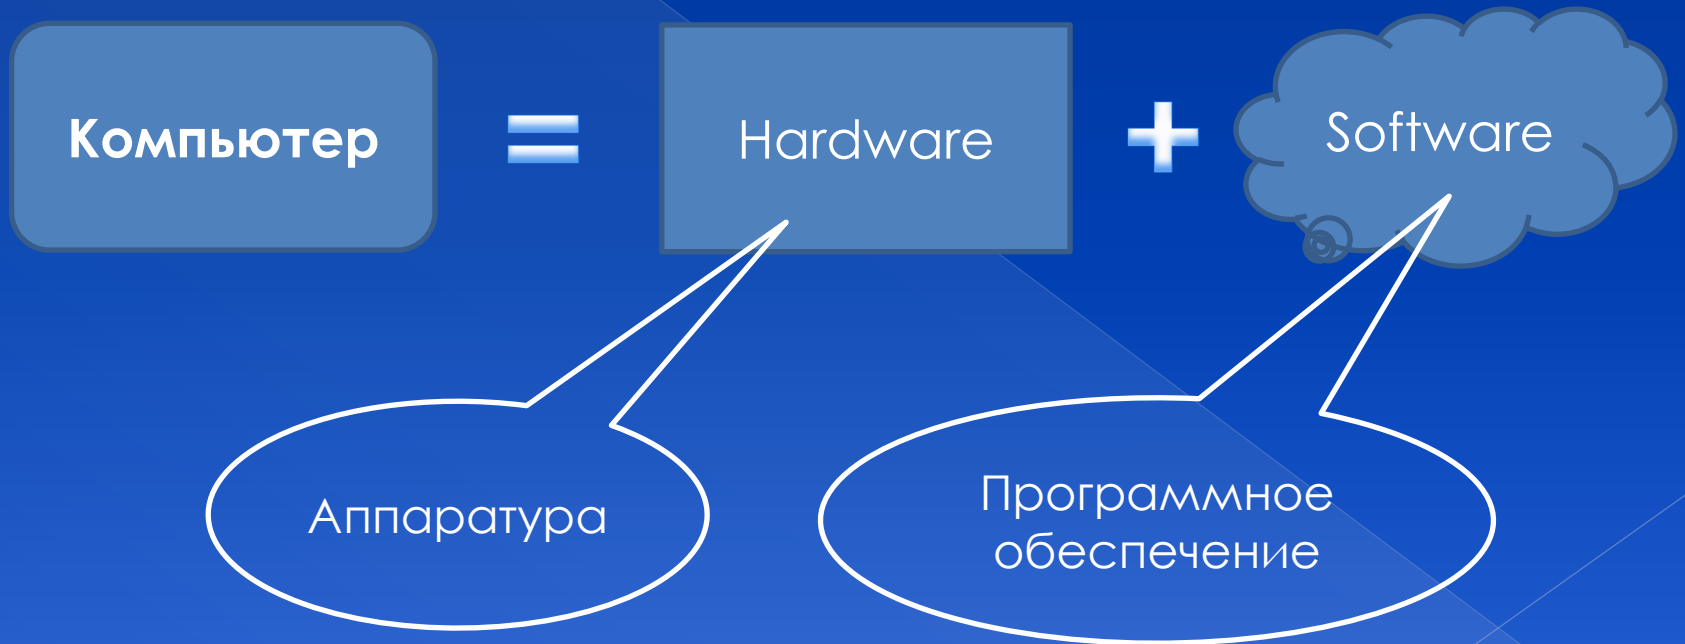 Компьютер = Hardware + Software
Аппаратура
Программное
обеспечение